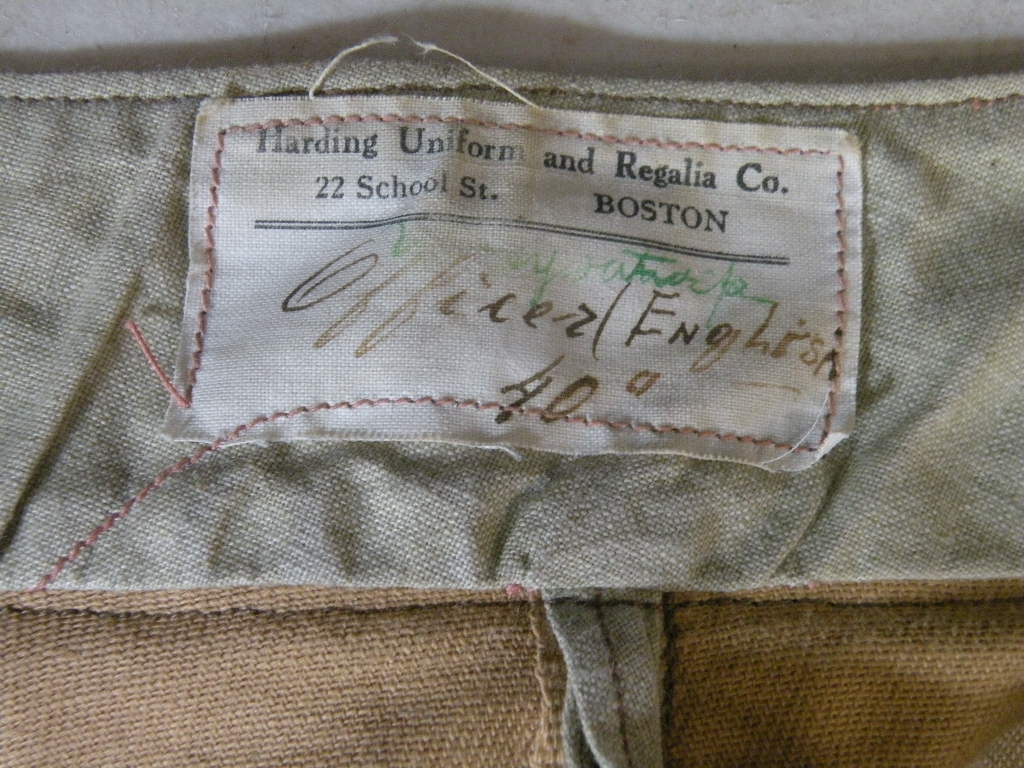 Harding Uniform and Regalia Co.
22 School St. BOSTON
Officer (English
40"